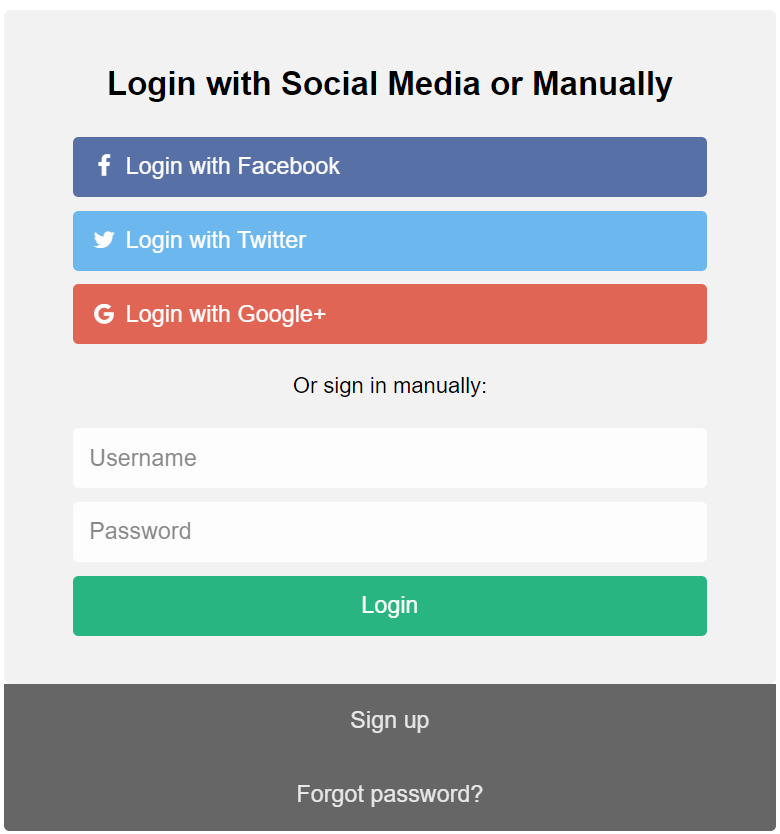 Login with Social Media or Manually
Login with Facebook
Login with Twitter
Login with Google+
Or sign in manually:
Username
Password
Login
Sign up
Forgot password?